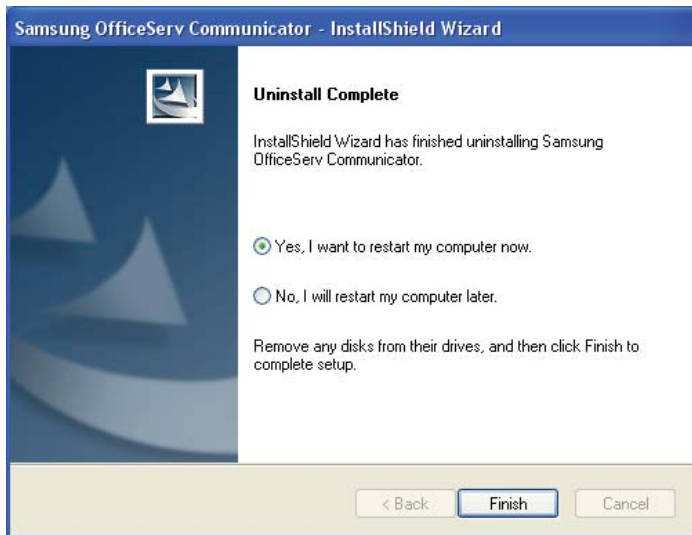 Samsung OfficeServ Communicator - InstallShield Wizard
Uninstall Complete
InstallShield Wizard has finished uninstalling Samsung
OfficeServ Communicator.
Yes, I want to restart my computer now.
No, I will restart my computer later.
Remove any disks from their drives, and then click Finish to
complete setup.
< Back Finish Cancel